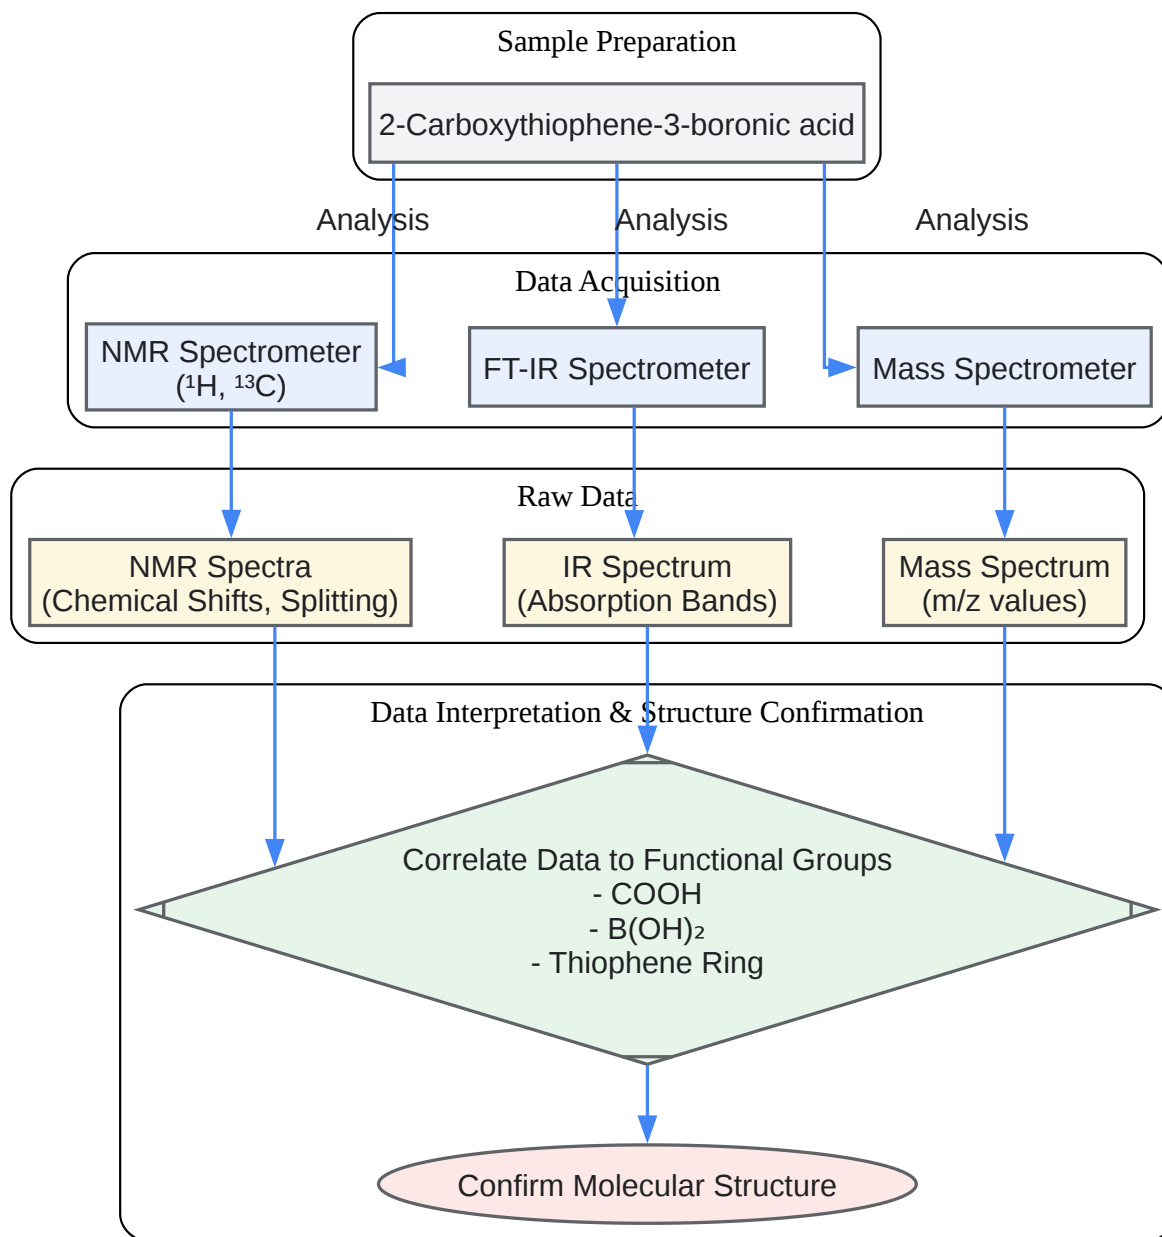 Sample Preparation
2-Carboxythiophene-3-boronic acid
Analysis
Analysis
Analysis
Data Acquisition
NMR Spectrometer
(¹H, ¹³C)
FT-IR Spectrometer
Mass Spectrometer
Raw Data
NMR Spectra
(Chemical Shifts, Splitting)
IR Spectrum
(Absorption Bands)
Mass Spectrum
(m/z values)
Data Interpretation & Structure Confirmation
Correlate Data to Functional Groups
- COOH
- B(OH)₂
- Thiophene Ring
Confirm Molecular Structure